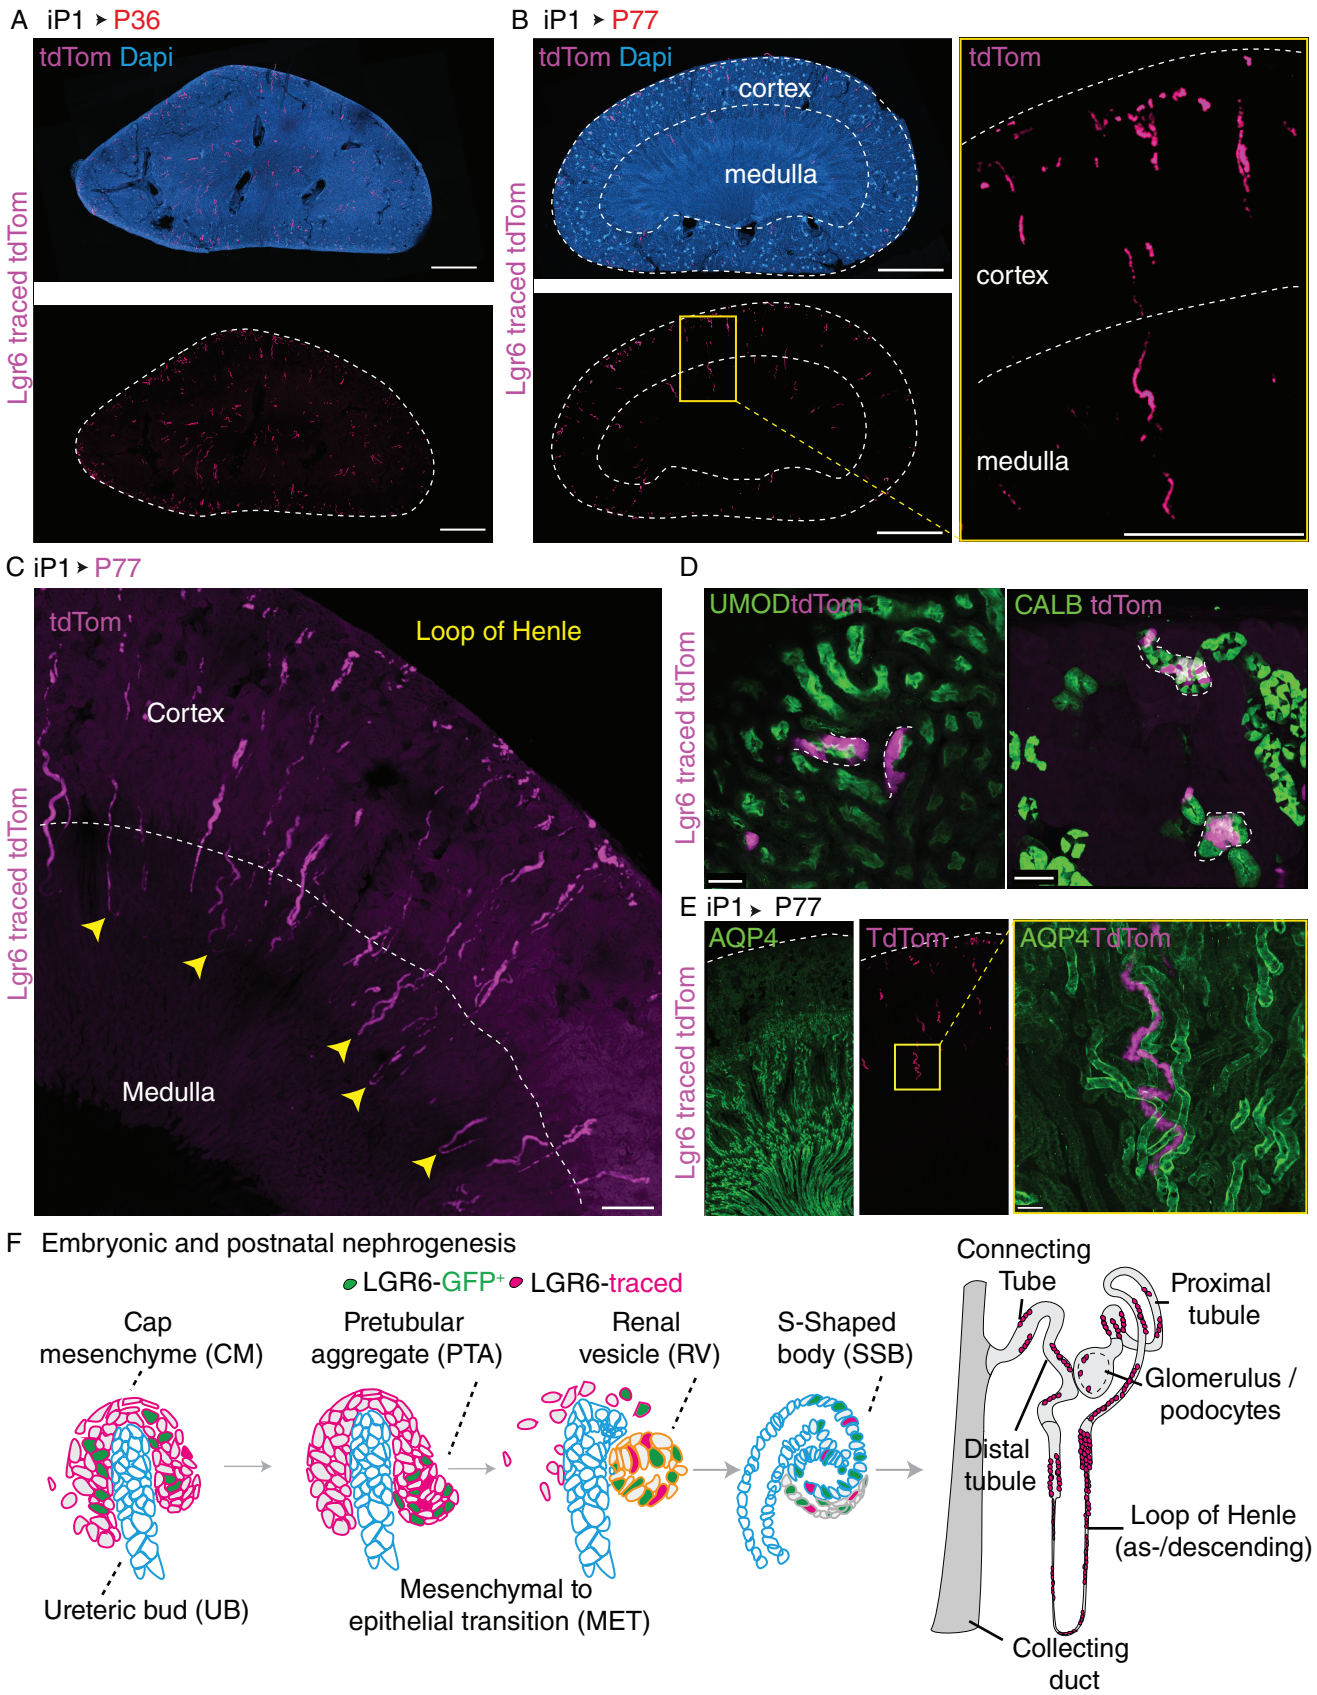 A iP1 ➤ P36
tdTom Dapi
Lgr6 traced tdTom
B iP1 ➤ P77
tdTom Dapi
cortex
medulla
Lgr6 traced tdTom
tdTom
cortex
medulla
C iP1 ➤ P77
tdTom
Loop of Henle
Cortex
Medulla
Lgr6 traced tdTom
D
UMODtdTom
CALB tdTom
Lgr6 traced tdTom
E iP1 ➤ P77
AQP4
TdTom
AQP4TdTom
Lgr6 traced tdTom
F Embryonic and postnatal nephrogenesis
LGR6-GFP+ LGR6-traced
Cap
mesenchyme (CM)
Pretubular
aggregate (PTA)
Renal
vesicle (RV)
S-Shaped
body (SSB)
Ureteric bud (UB)
Mesenchymal to
epithelial transition (MET)
Connecting
Tube
Proximal
tubule
Glomerulus /
podocytes
Distal
tubule
Loop of Henle
(as-/descending)
Collecting
duct